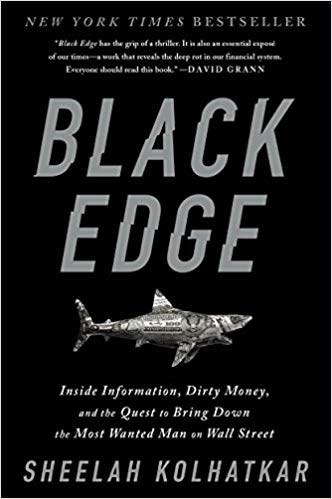 NEW YORK TIMES BESTSELLER
"Black Edge has the grip of a thriller. It is also an essential exposé
of our times—a work that reveals the deep rot in our financial system.
Everyone should read this book." —DAVID GRANN
BLACK
EDGE
100
Inside Information, Dirty Money,
and the Quest to Bring Down
the Most Wanted Man on Wall Street
SHEELAH KOLHATKAR